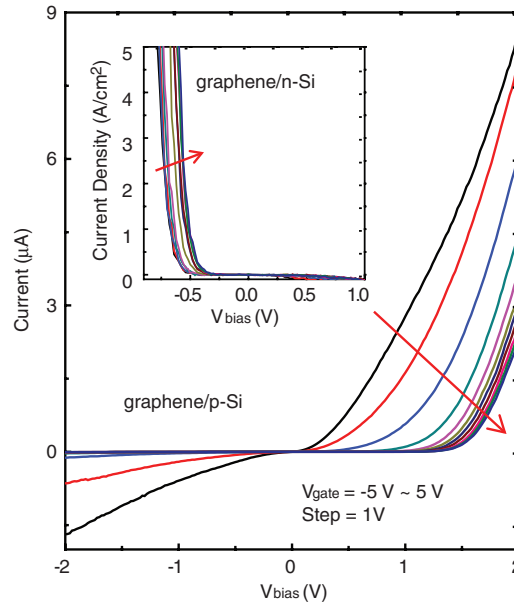 9
6
3
0
Current (μA)
5
4
3
2
1
0
Current Density (A/cm²)
graphene/n-Si
-0.5 0.0 0.5 1.0
Vbias (V)
graphene/p-Si
Vgate = -5 V ~ 5 V
Step = 1V
-2 -1 0 1 2
Vbias (V)